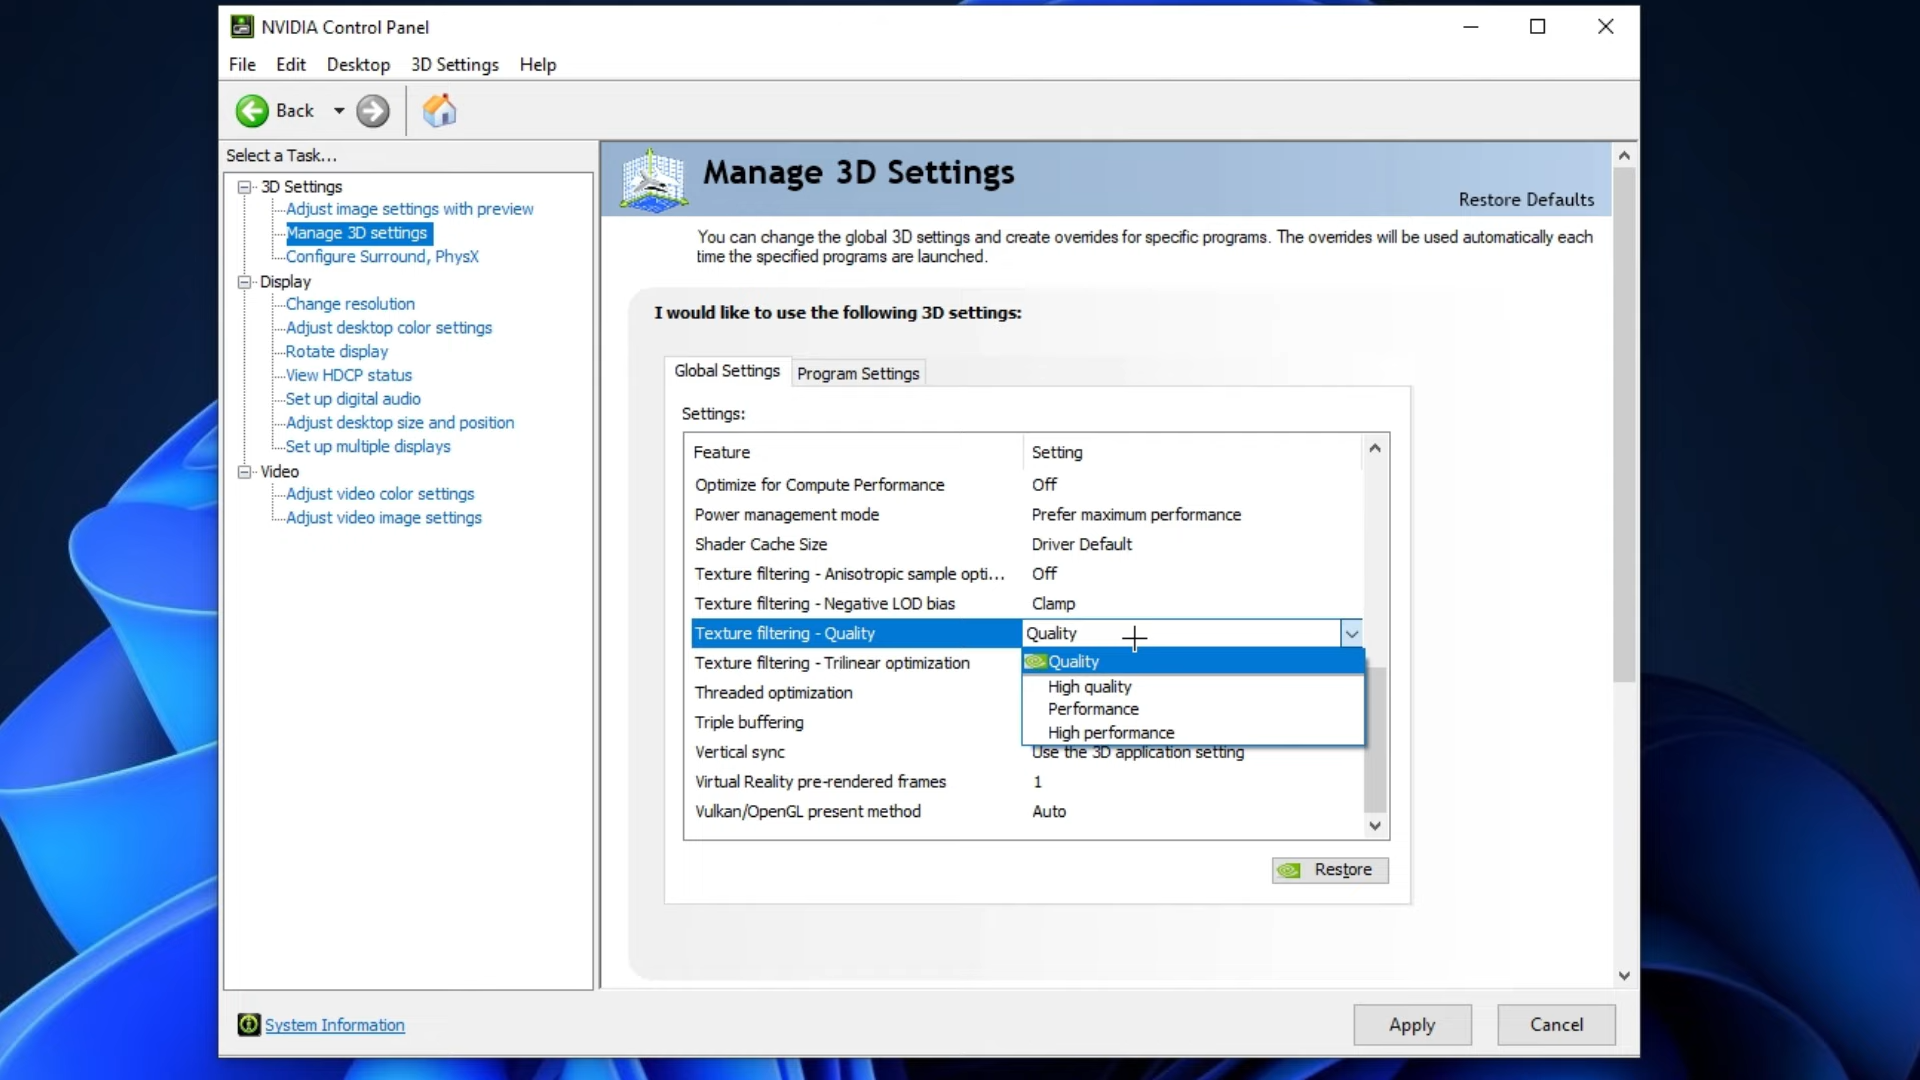 NVIDIA Control Panel
File Edit Desktop 3D Settings Help
Back
Select a Task...
3D Settings
Adjust image settings with preview
Manage 3D settings
Configure Surround, PhysX
Display
Change resolution
Adjust desktop color settings
Rotate display
View HDCP status
Set up digital audio
Adjust desktop size and position
Set up multiple displays
Video
Adjust video color settings
Adjust video image settings
Manage 3D Settings
Restore Defaults
You can change the global 3D settings and create overrides for specific programs. The overrides will be used automatically each
time the specified programs are launched.
I would like to use the following 3D settings:
Global Settings Program Settings
Settings:
Feature Setting
Optimize for Compute Performance Off
Power management mode Prefer maximum performance
Shader Cache Size Driver Default
Texture filtering - Anisotropic sample opti... Off
Texture filtering - Negative LOD bias Clamp
Texture filtering - Quality Quality
Quality
Texture filtering - Trilinear optimization
High quality
Threaded optimization
Performance
Triple buffering
High performance
Vertical sync Use the 3D application setting
Virtual Reality pre-rendered frames 1
Vulkan/OpenGL present method Auto
Restore
System Information
Apply Cancel